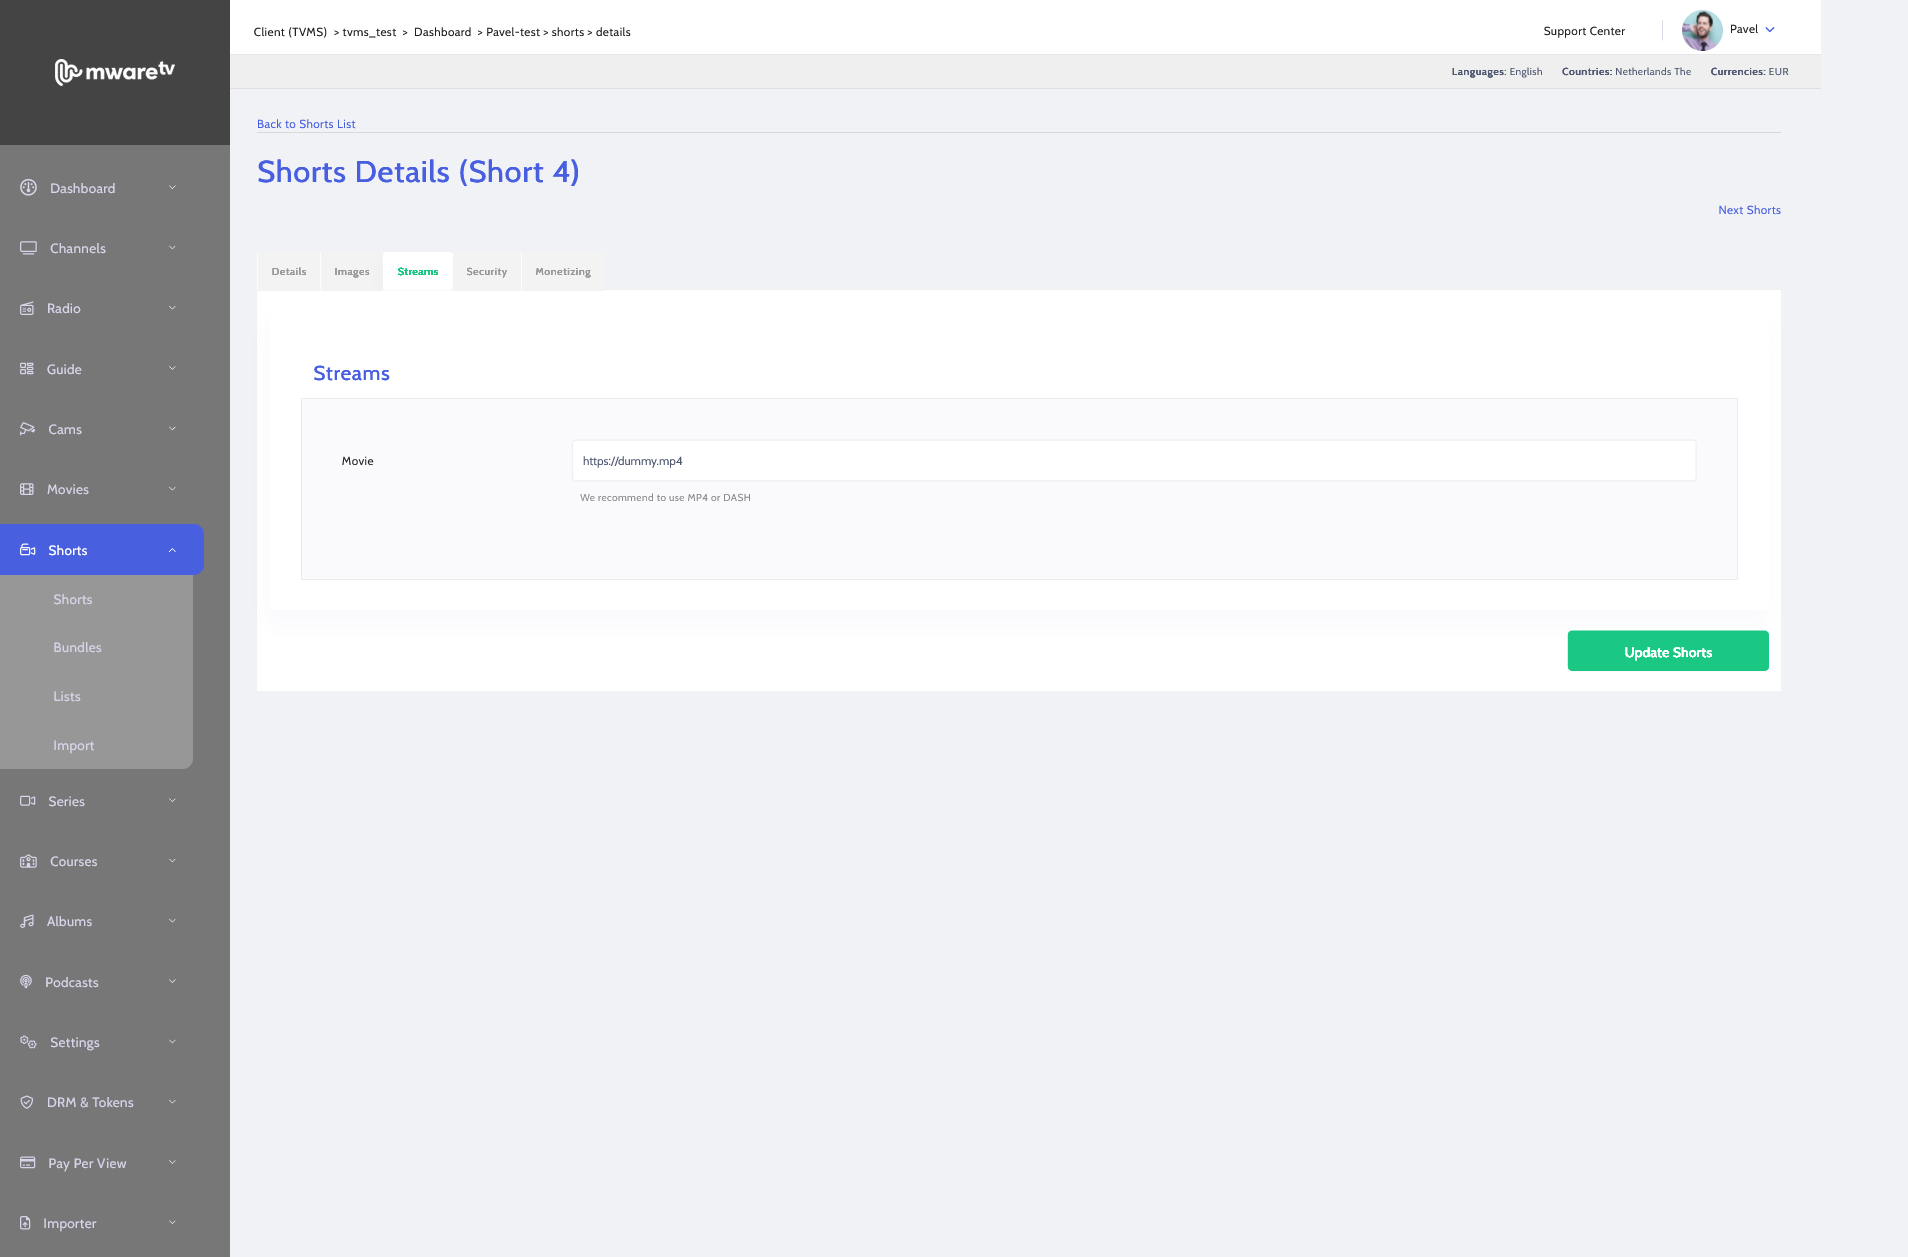 mwaretv
Dashboard
Channels
Radio
Guide
Cams
Movies
Shorts
Shorts
Bundles
Lists
Import
Series
Courses
Albums
Podcasts
Settings
DRM & Tokens
Pay Per View
Importer
Client (TVMS) > tvms_test > Dashboard > Pavel-test > shorts > details
Support Center
Pavel
Languages: English Countries: Netherlands The Currencies: EUR
Back to Shorts List
Shorts Details (Short 4)
Next Shorts
Details Images Streams Security Monetizing
Streams
Movie
https://dummy.mp4
We recommend to use MP4 or DASH
Update Shorts